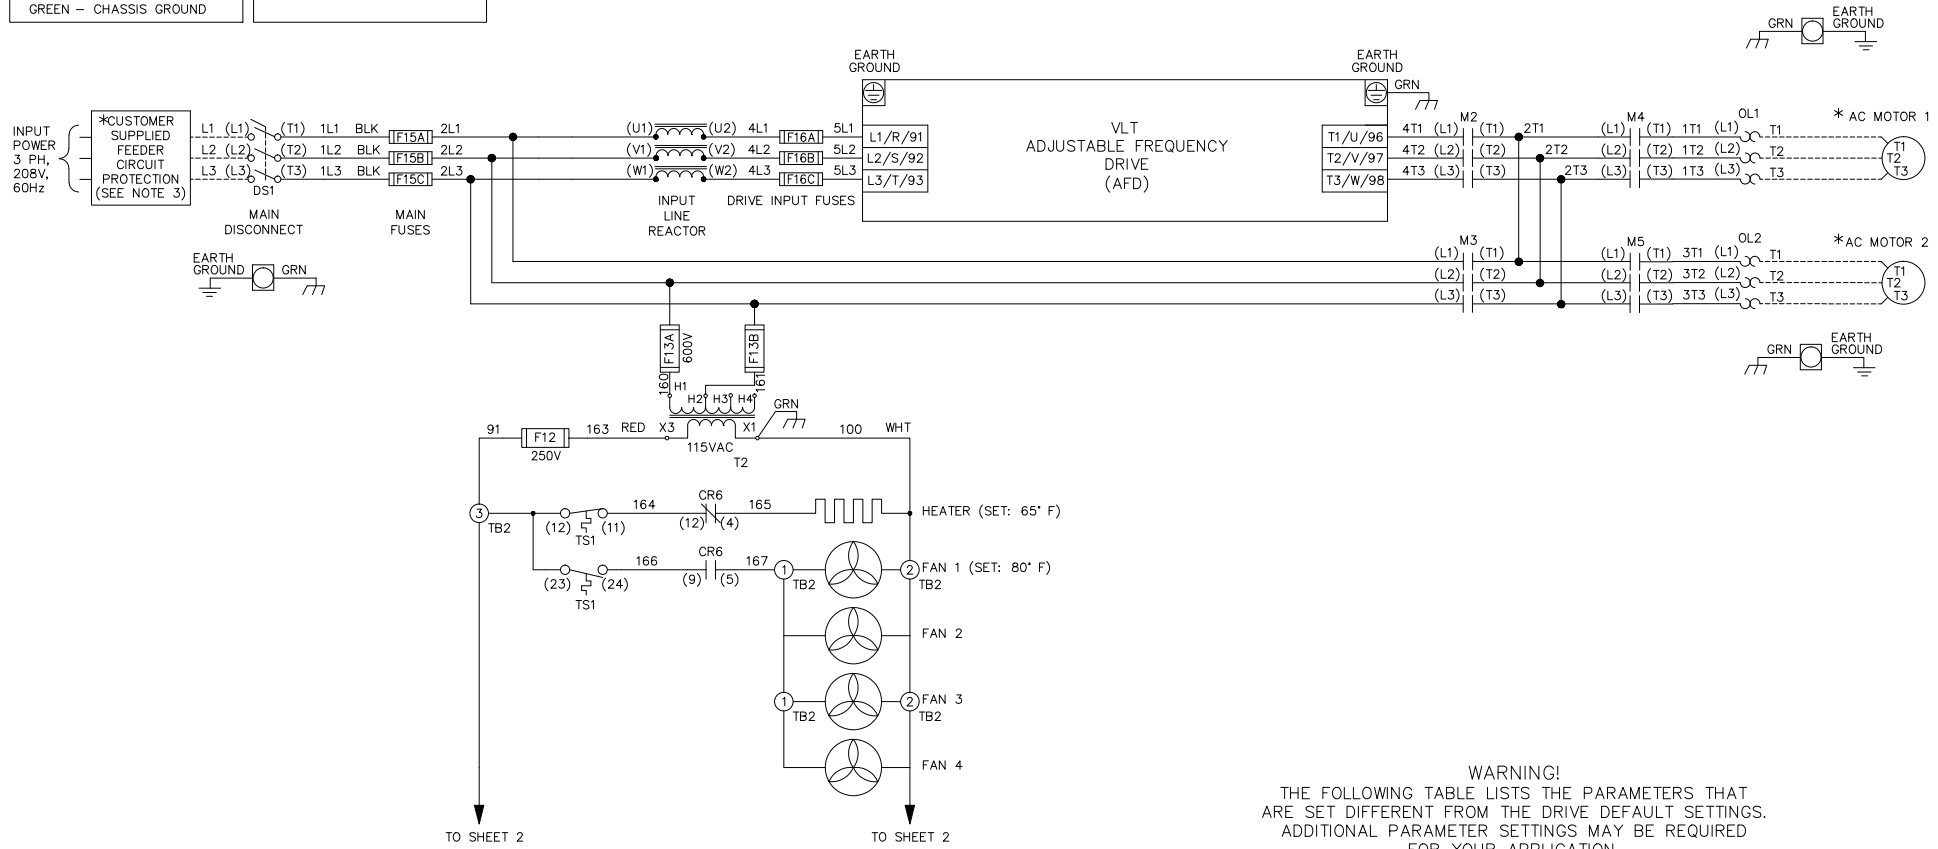 GREEN — CHASSIS GROUND
EARTH
GROUND
GRN
EARTH
GROUND
EARTH
GROUND
GRN
INPUT
POWER
3 PH,
208V,
60Hz
*CUSTOMER
SUPPLIED
FEEDER
CIRCUIT
PROTECTION
(SEE NOTE 3)
L1 (L1) (T1) 1L1 BLK F15A 2L1 (U1) (U2) 4L1 F16A 5L1 L1/R/91
L2 (L2) (T2) 1L2 BLK F15B 2L2 (V1) (V2) 4L2 F16B 5L2 L2/S/92
L3 (L3) (T3) 1L3 BLK F15C 2L3 (W1) (W2) 4L3 F16C 5L3 L3/T/93
DS1
MAIN
DISCONNECT
MAIN
FUSES
INPUT
LINE
REACTOR
DRIVE INPUT FUSES
VLT
ADJUSTABLE FREQUENCY
DRIVE
(AFD)
M2 M4 OL1 * AC MOTOR 1
T1/U/96 4T1 (L1) (T1) 2T1 (L1) (T1) 1T1 (L1) T1 T1
T2/V/97 4T2 (L2) (T2) 2T2 (L2) (T2) 1T2 (L2) T2 T2
T3/W/98 4T3 (L3) (T3) 2T3 (L3) (T3) 1T3 (L3) T3 T3
M3 M5 OL2 *AC MOTOR 2
(L1) (T1) (L1) (T1) 3T1 (L1) T1 T1
(L2) (T2) (L2) (T2) 3T2 (L2) T2 T2
(L3) (T3) (L3) (T3) 3T3 (L3) T3 T3
EARTH
GROUND
GRN
GRN
EARTH
GROUND
F13A
600V
F13B
160
161
H1
H2 H3 H4
GRN
91 F12 163 RED X3 X1 100 WHT
250V
115VAC
T2
3
TB2
(12) (11) 164 CR6 165
TS1
(12) (4)
HEATER (SET: 65° F)
166 CR6 167
(23) (24)
TS1
(9) (5)
1
TB2
2
TB2
FAN 1 (SET: 80° F)
FAN 2
1
TB2
2
TB2
FAN 3
FAN 4
TO SHEET 2
TO SHEET 2
WARNING!
THE FOLLOWING TABLE LISTS THE PARAMETERS THAT
ARE SET DIFFERENT FROM THE DRIVE DEFAULT SETTINGS.
ADDITIONAL PARAMETER SETTINGS MAY BE REQUIRED
FOR YOUR APPLICATION